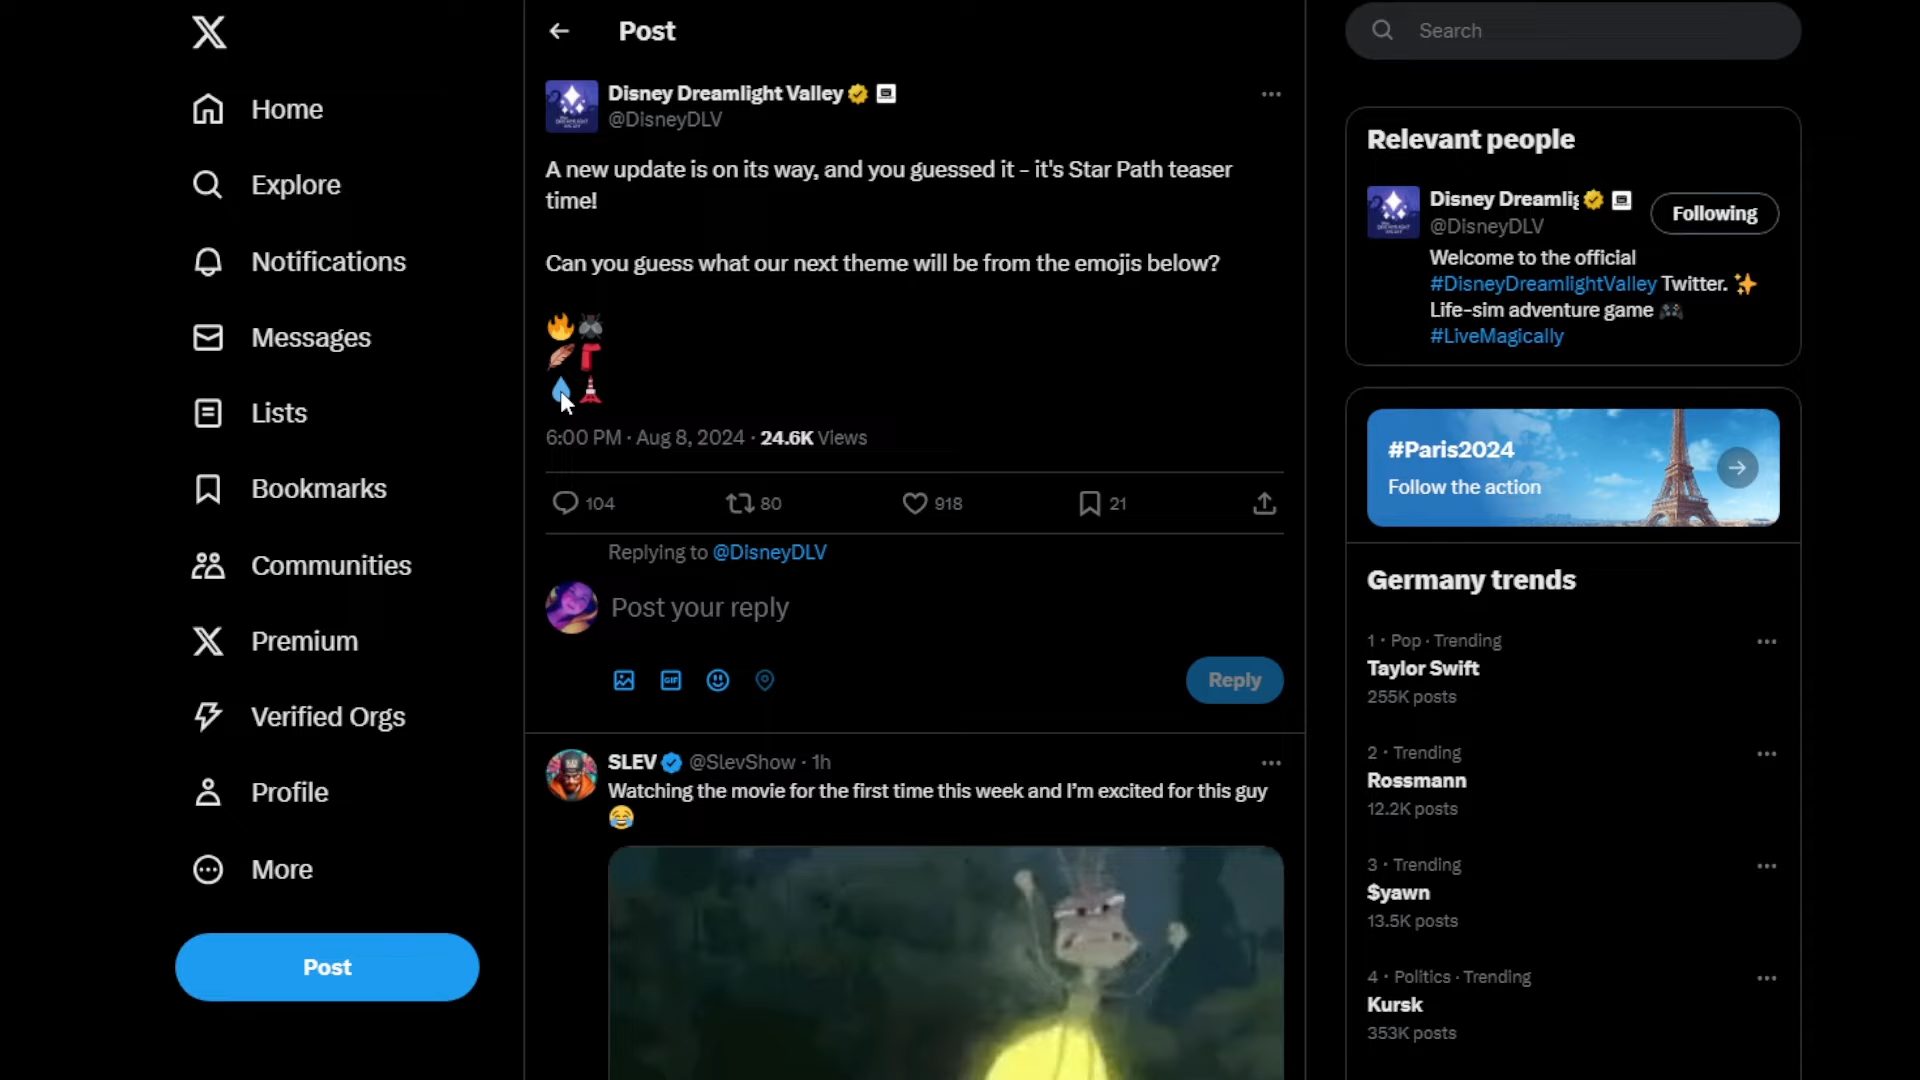 Home
Explore
Notifications
Messages
Lists
Bookmarks
Communities
Premium
Verified Orgs
Profile
More
Post
Post
Disney Dreamlight Valley
@DisneyDLV
A new update is on its way, and you guessed it – it's Star Path teaser
time!
Can you guess what our next theme will be from the emojis below?
🔥🪰
🪶🧣
💧🗼
6:00 PM · Aug 8, 2024 · 24.6K Views
104 80 918 21
Replying to @DisneyDLV
Post your reply
GIF
Reply
SLEV @SlevShow · 1h
Watching the movie for the first time this week and I'm excited for this guy
😂
Search
Relevant people
Disney Dreamlig
@DisneyDLV
Following
Welcome to the official
#DisneyDreamlightValley Twitter. ✨
Life-sim adventure game 🎮
#LiveMagically
#Paris2024
Follow the action
Germany trends
1 · Pop · Trending
Taylor Swift
255K posts
2 · Trending
Rossmann
12.2K posts
3 · Trending
$yawn
13.5K posts
4 · Politics · Trending
Kursk
353K posts